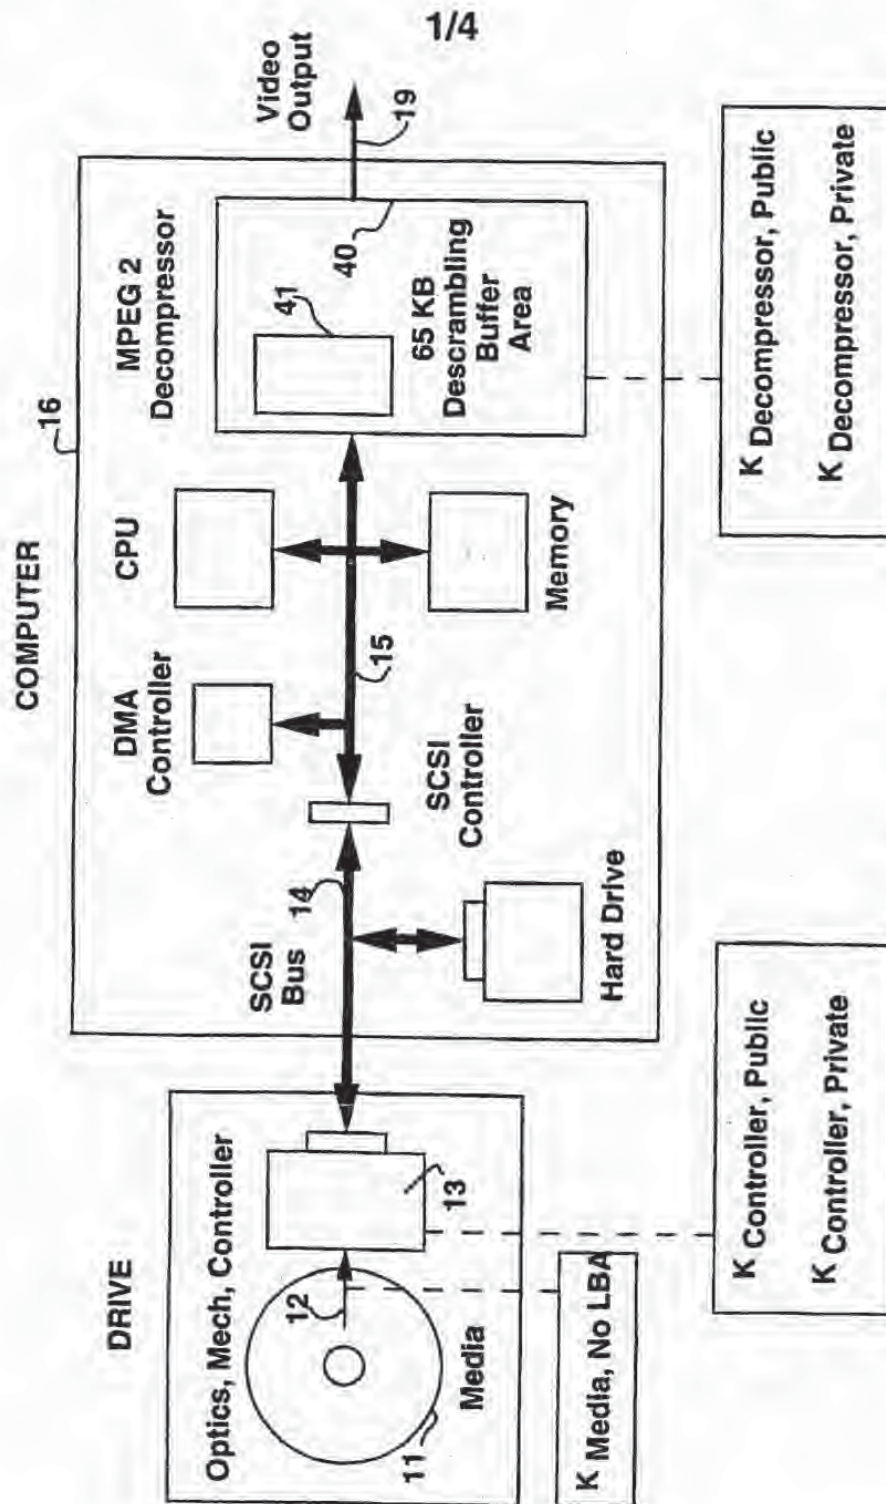 1/4
COMPUTER
16
DRIVE
Optics, Mech, Controller
12
13
Media
11
SCSI
Bus
14
Hard Drive
SCSI
Controller
DMA
Controller
15
CPU
Memory
MPEG 2
Decompressor
41
65 KB
Descrambling
Buffer
Area
40
Video
Output
19
K Media, No LBA
K Controller, Public
K Controller, Private
K Decompressor, Public
K Decompressor, Private